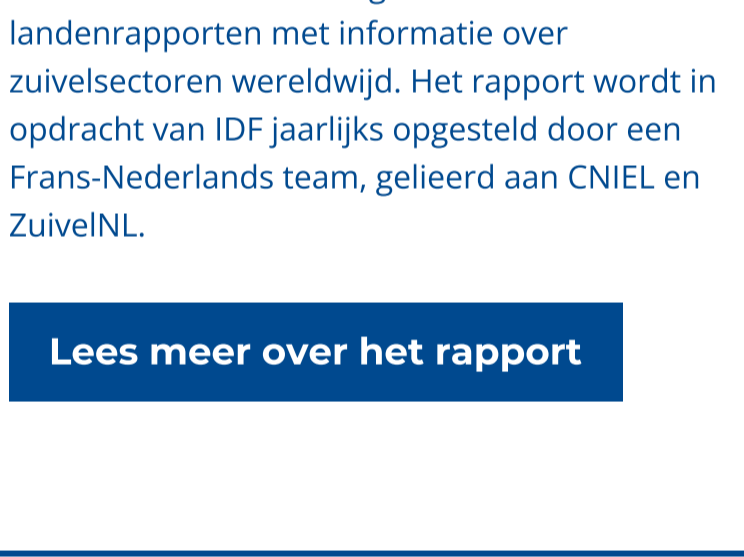 landenrapporten met informatie over
zuivelsectoren wereldwijd. Het rapport wordt in
opdracht van IDF jaarlijks opgesteld door een
Frans-Nederlands team, gelieerd aan CNIEL en
ZuivelNL.
Lees meer over het rapport